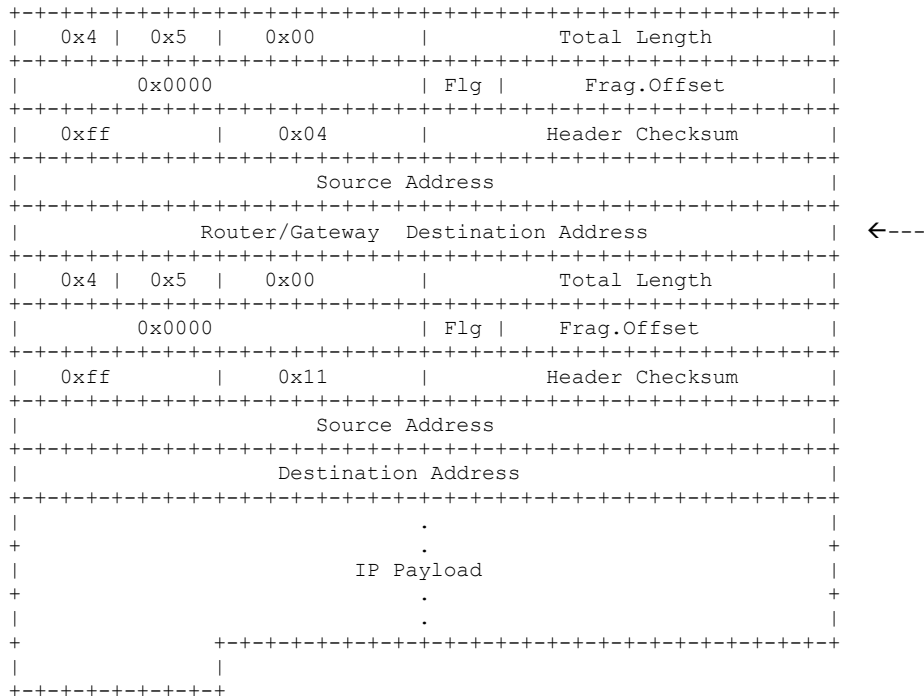 +-+-+-+-+-+-+-+-+-+-+-+-+-+-+-+-+-+-+-+-+-+-+-+-+-+-+-+-+-+-+-+-+
| 0x4 | 0x5 | 0x00 | Total Length |
+-+-+-+-+-+-+-+-+-+-+-+-+-+-+-+-+-+-+-+-+-+-+-+-+-+-+-+-+-+-+-+-+
| 0x0000 | Flg | Frag.Offset |
+-+-+-+-+-+-+-+-+-+-+-+-+-+-+-+-+-+-+-+-+-+-+-+-+-+-+-+-+-+-+-+-+
| 0xff | 0x04 | Header Checksum |
+-+-+-+-+-+-+-+-+-+-+-+-+-+-+-+-+-+-+-+-+-+-+-+-+-+-+-+-+-+-+-+-+
| Source Address |
+-+-+-+-+-+-+-+-+-+-+-+-+-+-+-+-+-+-+-+-+-+-+-+-+-+-+-+-+-+-+-+-+
| Router/Gateway Destination Address | ←---
+-+-+-+-+-+-+-+-+-+-+-+-+-+-+-+-+-+-+-+-+-+-+-+-+-+-+-+-+-+-+-+-+
| 0x4 | 0x5 | 0x00 | Total Length |
+-+-+-+-+-+-+-+-+-+-+-+-+-+-+-+-+-+-+-+-+-+-+-+-+-+-+-+-+-+-+-+-+
| 0x0000 | Flg | Frag.Offset |
+-+-+-+-+-+-+-+-+-+-+-+-+-+-+-+-+-+-+-+-+-+-+-+-+-+-+-+-+-+-+-+-+
| 0xff | 0x11 | Header Checksum |
+-+-+-+-+-+-+-+-+-+-+-+-+-+-+-+-+-+-+-+-+-+-+-+-+-+-+-+-+-+-+-+-+
| Source Address |
+-+-+-+-+-+-+-+-+-+-+-+-+-+-+-+-+-+-+-+-+-+-+-+-+-+-+-+-+-+-+-+-+
| Destination Address |
+-+-+-+-+-+-+-+-+-+-+-+-+-+-+-+-+-+-+-+-+-+-+-+-+-+-+-+-+-+-+-+-+
| . |
+ . +
| IP Payload |
+ . +
| . |
+ +-+-+-+-+-+-+-+-+-+-+-+-+-+-+-+-+-+-+-+-+-+-+-+-+
| |
+-+-+-+-+-+-+-+-+